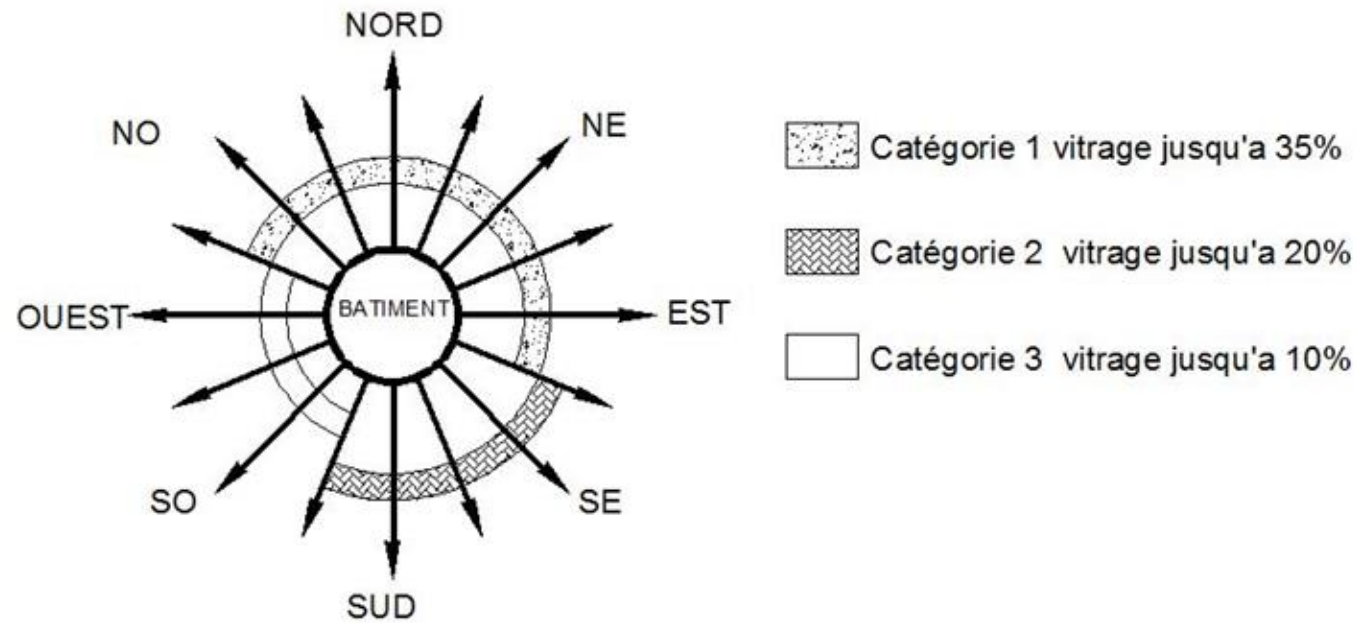 NORD
NO
NE
Catégorie 1 vitrage jusqu'a 35%
Catégorie 2 vitrage jusqu'a 20%
OUEST
BATIMENT
EST
Catégorie 3 vitrage jusqu'a 10%
SO
SE
SUD